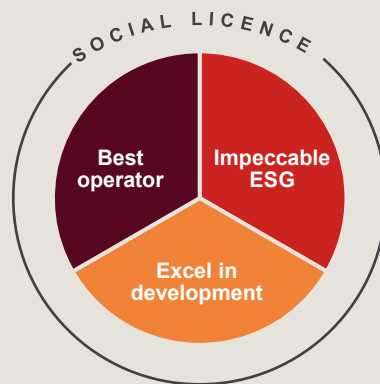 SOCIAL LICENCE
Best
operator
Impeccable
ESG
Excel in
development